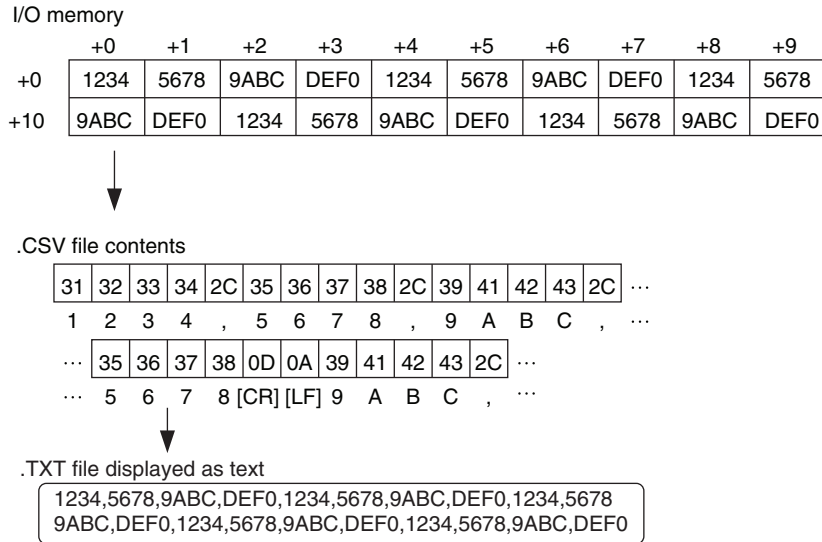 I/O memory
+0 +1 +2 +3 +4 +5 +6 +7 +8 +9
+0 1234 5678 9ABC DEF0 1234 5678 9ABC DEF0 1234 5678
+10 9ABC DEF0 1234 5678 9ABC DEF0 1234 5678 9ABC DEF0
.CSV file contents
31 32 33 34 2C 35 36 37 38 2C 39 41 42 43 2C ...
1 2 3 4 , 5 6 7 8 , 9 A B C , ...
... 35 36 37 38 0D 0A 39 41 42 43 2C ...
... 5 6 7 8 [CR] [LF] 9 A B C , ...
.TXT file displayed as text
1234,5678,9ABC,DEF0,1234,5678,9ABC,DEF0,1234,5678
9ABC,DEF0,1234,5678,9ABC,DEF0,1234,5678,9ABC,DEF0